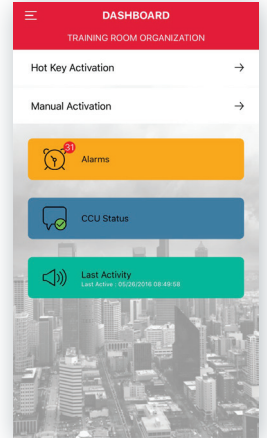 DASHBOARD
TRAINING ROOM ORGANIZATION
Hot Key Activation
Manual Activation
31
Alarms
CCU Status
Last Activity
Last Active : 05/26/2016 08:49:58